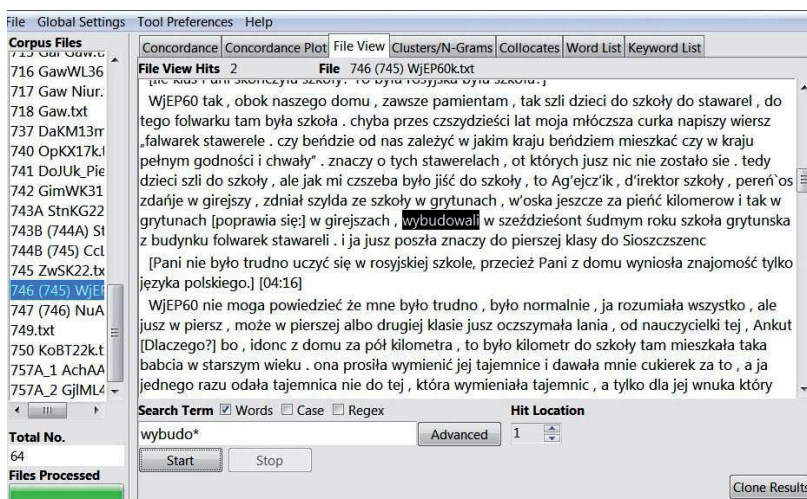 File Global Settings Tool Preferences Help
Corpus Files
716 GawWL36
717 Gaw Niur.
718 Gaw.txt
737 DaKM13m
740 OpKX17k.t
741 DoJUk_Pie
742 GimWK31
743A StnKG22
743B (744A) St
744B (745) CcL
745 ZwSK22.tx
746 (745) WjEF
747 (746) NuA
749.txt
750 KoBT22k.t
757A_1 AchAA
757A_2 GjIML4
Total No.
64
Files Processed
Concordance Concordance Plot File View Clusters/N-Grams Collocates Word List Keyword List
File View Hits 2 File 746 (745) WjEP60k.txt
WjEP60 tak , obok naszego domu , zawsze pamientam , tak szli dzieci do szkoły do stawarel , do
tego folwarku tam była szkoła . chyba przes czszydzieści lat moja młóczsza curka napiszy wiersz
„falwarek stawerele . czy beńdzie od nas zależyć w jakim kraju beńdziem mieszkać czy w kraju
pełnym godności i chwały” . znaczy o tych stawerelach , ot których jusz nic nie zostało sie . tedy
dzieci szli do szkoły , ale jak mi czszeba było jiść do szkoły , to Ag'ejcz'ik , d'irektor szkoły , pereń`os
zdańje w girejszy , zdniał szylda ze szkoły w grytunach , w'oska jeszcze za pieńć kilomerow i tak w
grytunach [poprawia się:] w girejszach , wybudowali w szeździeśont śudmym roku szkoła grytunska
z budynku folwarek stawareli . i ja jusz poszła znaczy do pierszej klasy do Sioszczszenc
[Pani nie było trudno uczyć się w rosyjskiej szkole, przecież Pani z domu wyniosła znajomość tylko
języka polskiego.] [04:16]
WjEP60 nie moga powiedzieć że mne było trudno , było normalnie , ja rozumiała wszystko , ale
jusz w piersz , może w pierszej albo drugiej klasie jusz oczszymała lania , od nauczycielki tej , Ankut
[Dlaczego?] bo , idonc z domu za pół kilometra , to było kilometr do szkoły tam mieszkała taka
babcia w starszym wieku . ona prosiła wymienić jej tajemnice i dawała mnie cukierek za to , a ja
jednego razu odała tajemnica nie do tej , która wymieniała tajemnic , a tylko dla jej wnuka który
Search Term Words Case Regex Hit Location
wybudo* Advanced 1
Start Stop
Clone Results